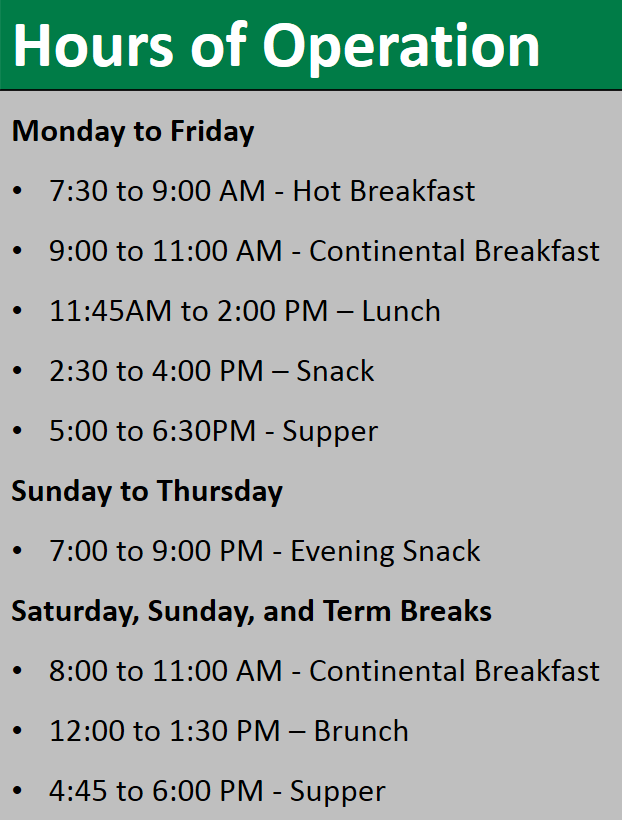 Hours of Operation
Monday to Friday
• 7:30 to 9:00 AM - Hot Breakfast
• 9:00 to 11:00 AM - Continental Breakfast
• 11:45AM to 2:00 PM – Lunch
• 2:30 to 4:00 PM – Snack
• 5:00 to 6:30PM - Supper
Sunday to Thursday
• 7:00 to 9:00 PM - Evening Snack
Saturday, Sunday, and Term Breaks
• 8:00 to 11:00 AM - Continental Breakfast
• 12:00 to 1:30 PM – Brunch
• 4:45 to 6:00 PM - Supper